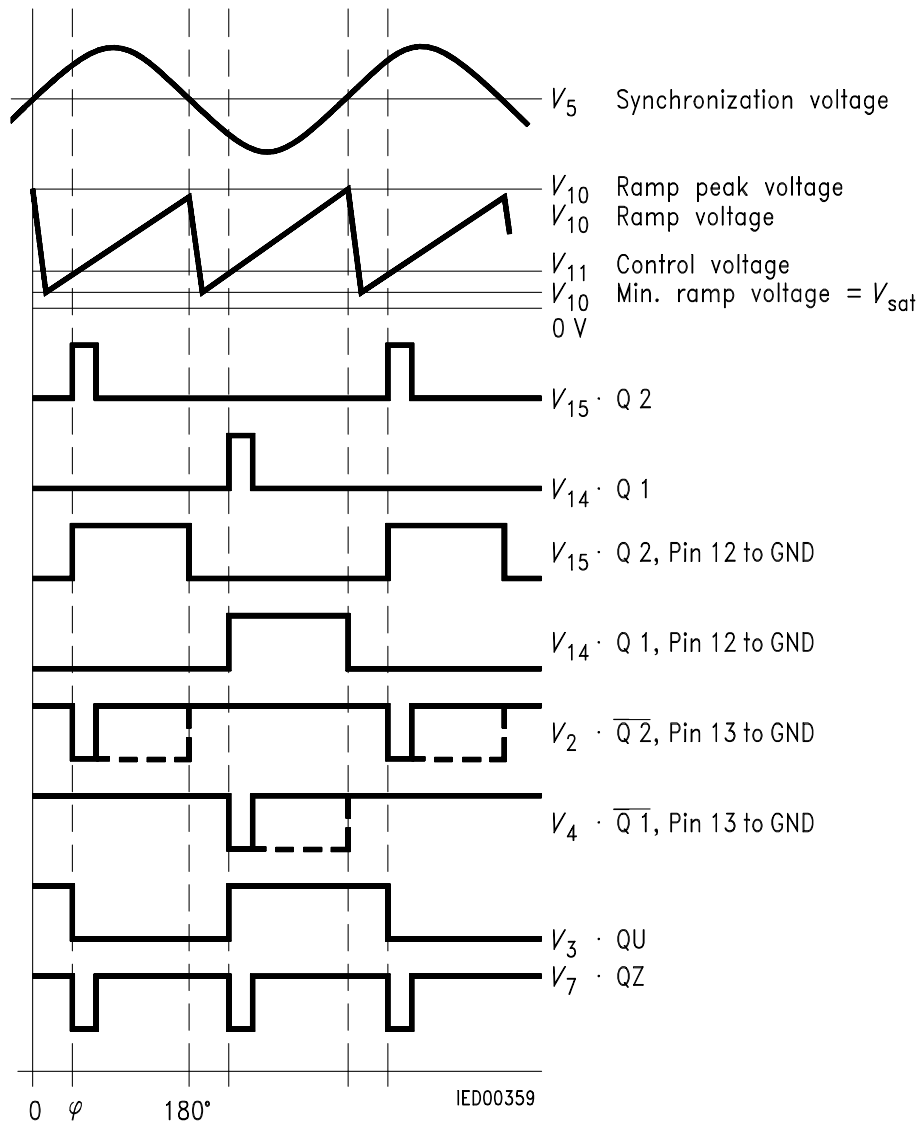 V5 Synchronization voltage
V10 Ramp peak voltage
V10 Ramp voltage
V11 Control voltage
V10 Min. ramp voltage = Vsat
0 V
V15 · Q 2
V14 · Q 1
V15 · Q 2, Pin 12 to GND
V14 · Q 1, Pin 12 to GND
V2 · Q̅ ̅2̅, Pin 13 to GND
V4 · Q̅ ̅1̅, Pin 13 to GND
V3 · QU
V7 · QZ
IED00359
0 φ 180°